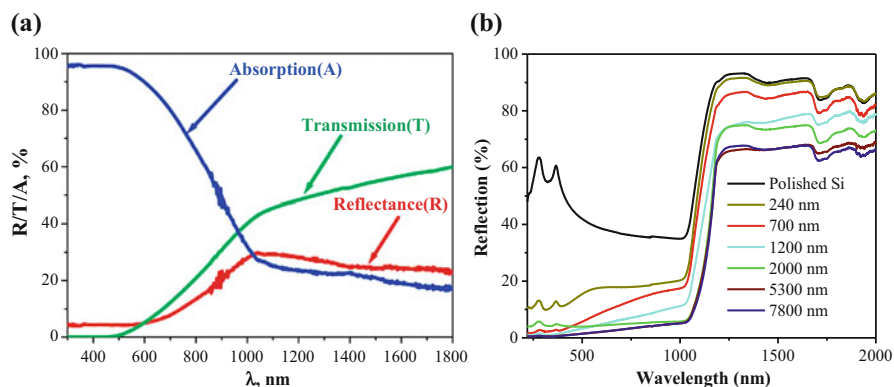 (a)
100
80
60
40
20
0
R/T/A, %
Absorption(A)
Transmission(T)
Reflectance(R)
400 600 800 1000 1200 1400 1600 1800
λ, nm
(b)
100
80
60
40
20
0
Reflection (%)
Polished Si
240 nm
700 nm
1200 nm
2000 nm
5300 nm
7800 nm
500 1000 1500 2000
Wavelength (nm)